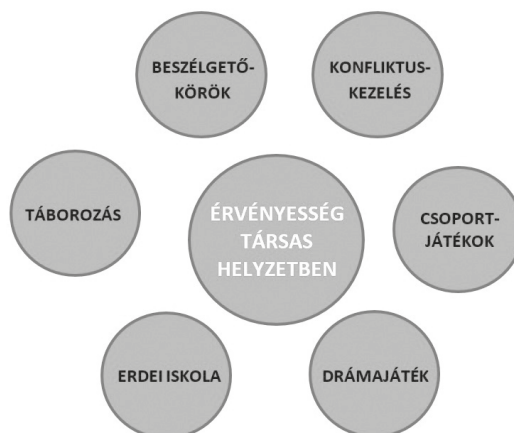 BESZÉLGETŐ-
KÖRÖK
KONFLIKTUS-
KEZELÉS
TÁBOROZÁS
ÉRVÉNYESSÉG
TÁRSAS
HELYZETBEN
CSOPORT-
JÁTÉKOK
ERDEI ISKOLA
DRÁMAJÁTÉK